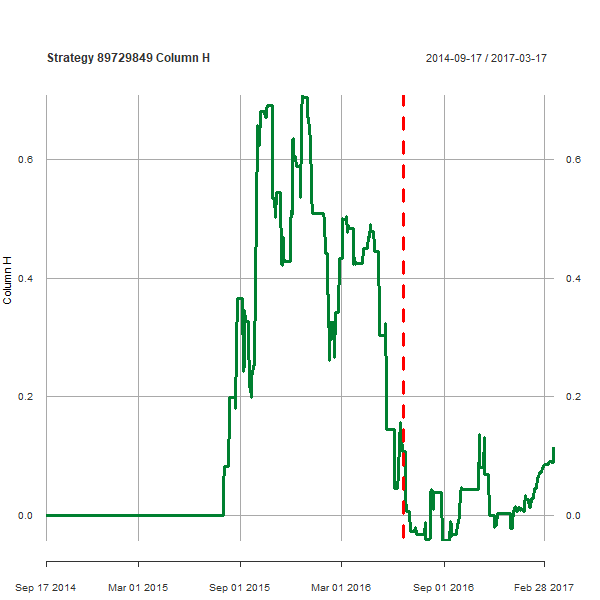 Strategy 89729849 Column H
2014-09-17 / 2017-03-17
0.6
0.6
0.4
0.4
0.2
0.2
0.0
0.0
Column H
Sep 17 2014
Mar 01 2015
Sep 01 2015
Mar 01 2016
Sep 01 2016
Feb 28 2017